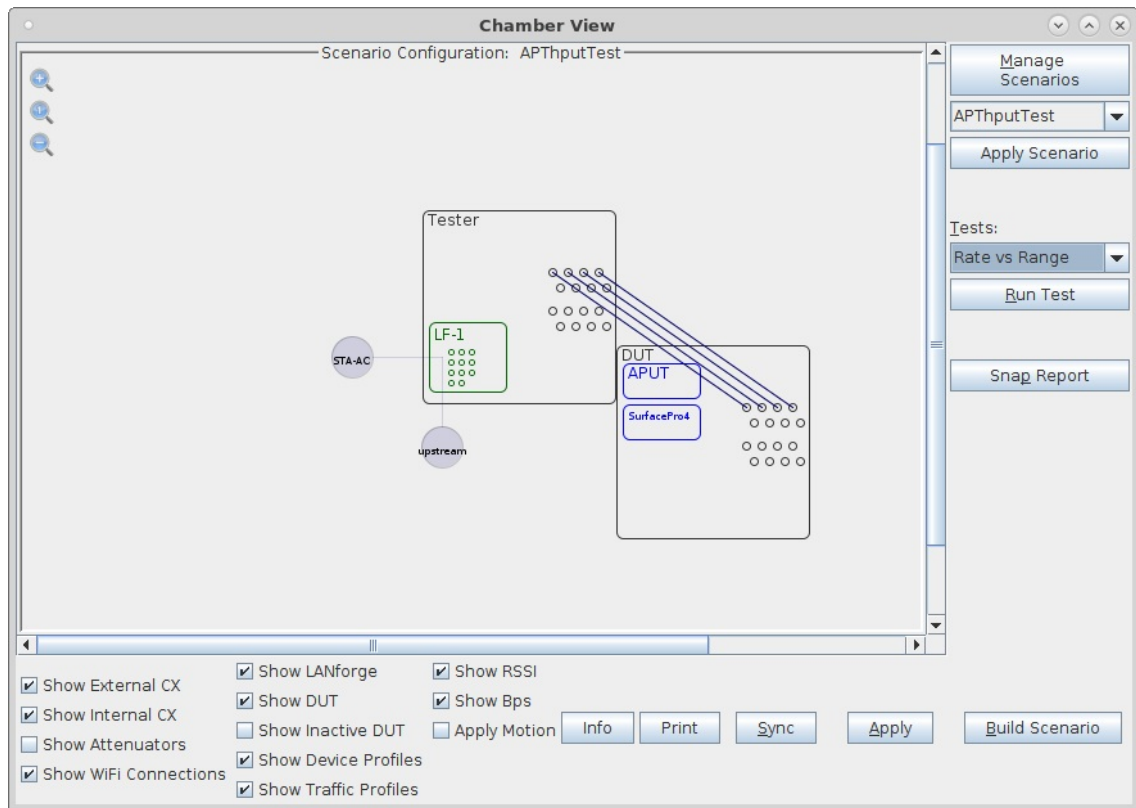 Chamber View
Scenario Configuration: APThputTest
Manage
Scenarios
APThputTest
Apply Scenario
Tests:
Rate vs Range
Run Test
Snap Report
Tester
LF-1
STA-AC
upstream
DUT
APUT
SurfacePro4
Show External CX
Show Internal CX
Show Attenuators
Show WiFi Connections
Show LANforge
Show DUT
Show Inactive DUT
Show Device Profiles
Show Traffic Profiles
Show RSSI
Show Bps
Apply Motion
Info
Print
Sync
Apply
Build Scenario